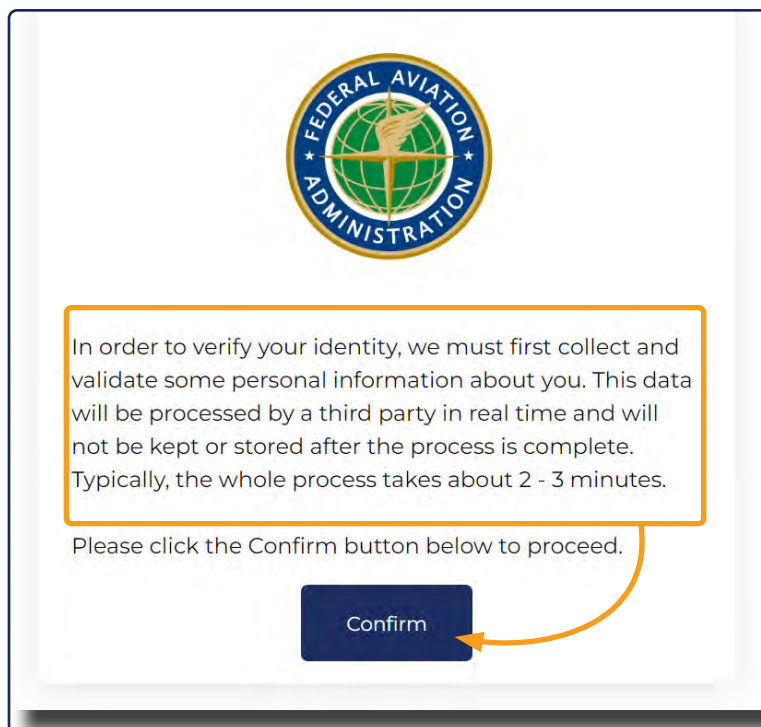 FEDERAL AVIATION
ADMINISTRATION
In order to verify your identity, we must first collect and
validate some personal information about you. This data
will be processed by a third party in real time and will
not be kept or stored after the process is complete.
Typically, the whole process takes about 2 - 3 minutes.
Please click the Confirm button below to proceed.
Confirm